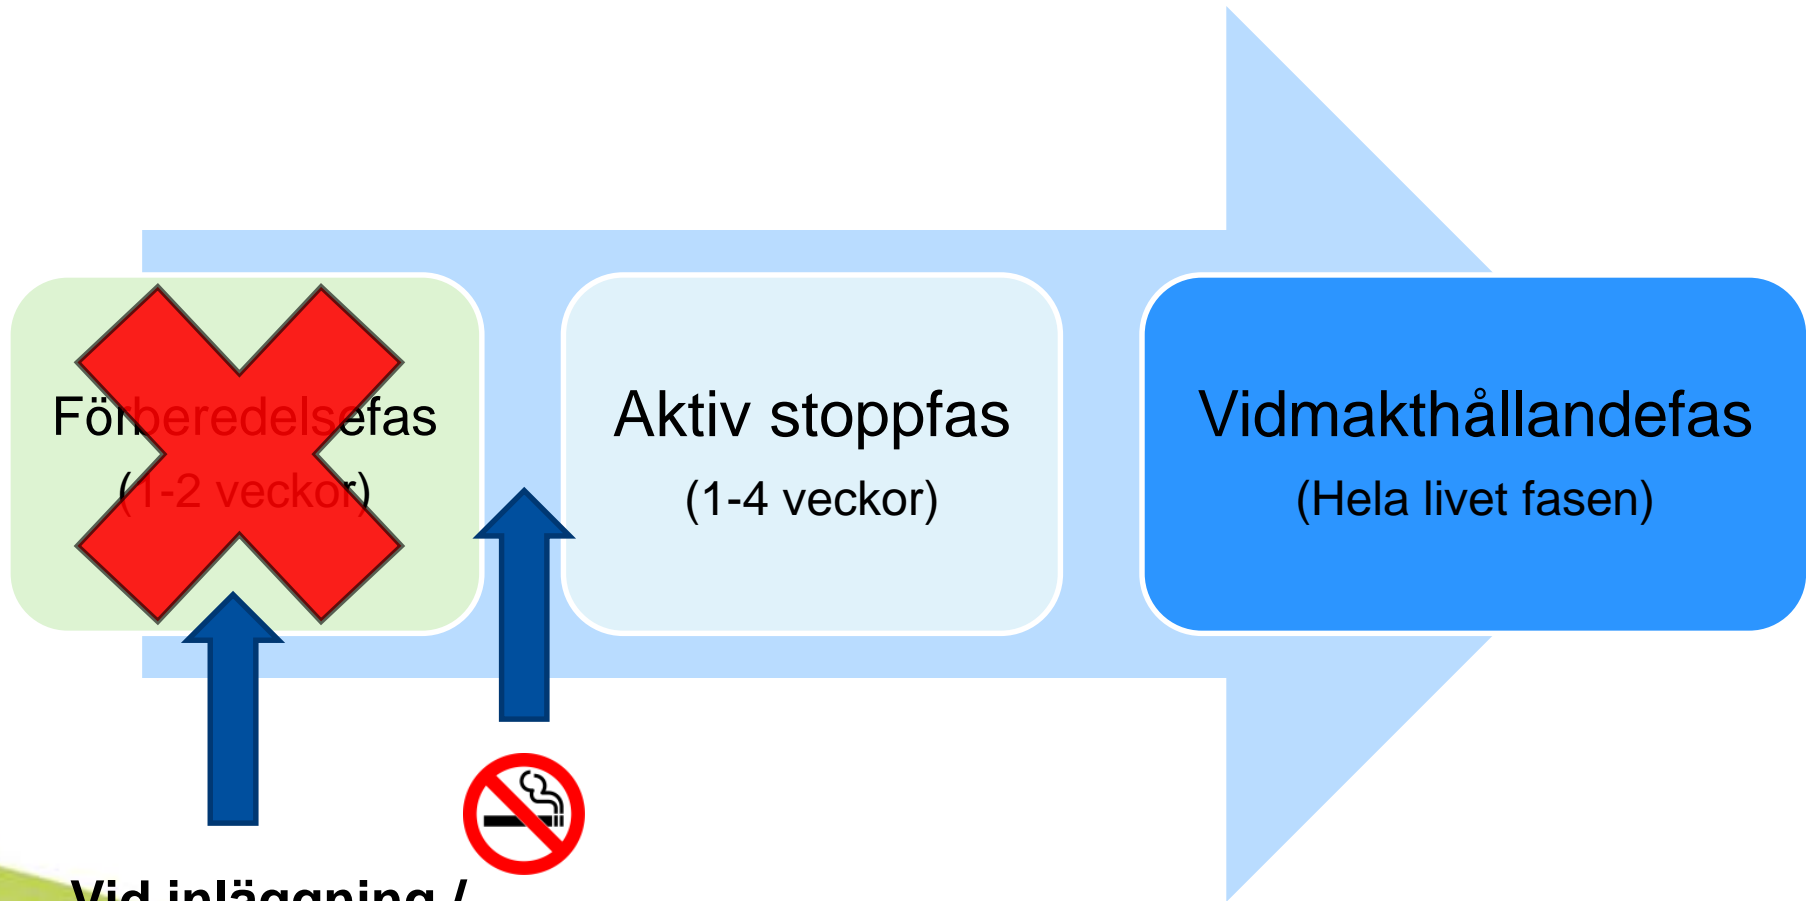 Förberedelsefas
(1-2 veckor)
Aktiv stoppfas
(1-4 veckor)
Vidmakthållandefas
(Hela livet fasen)
Vid inläggning /